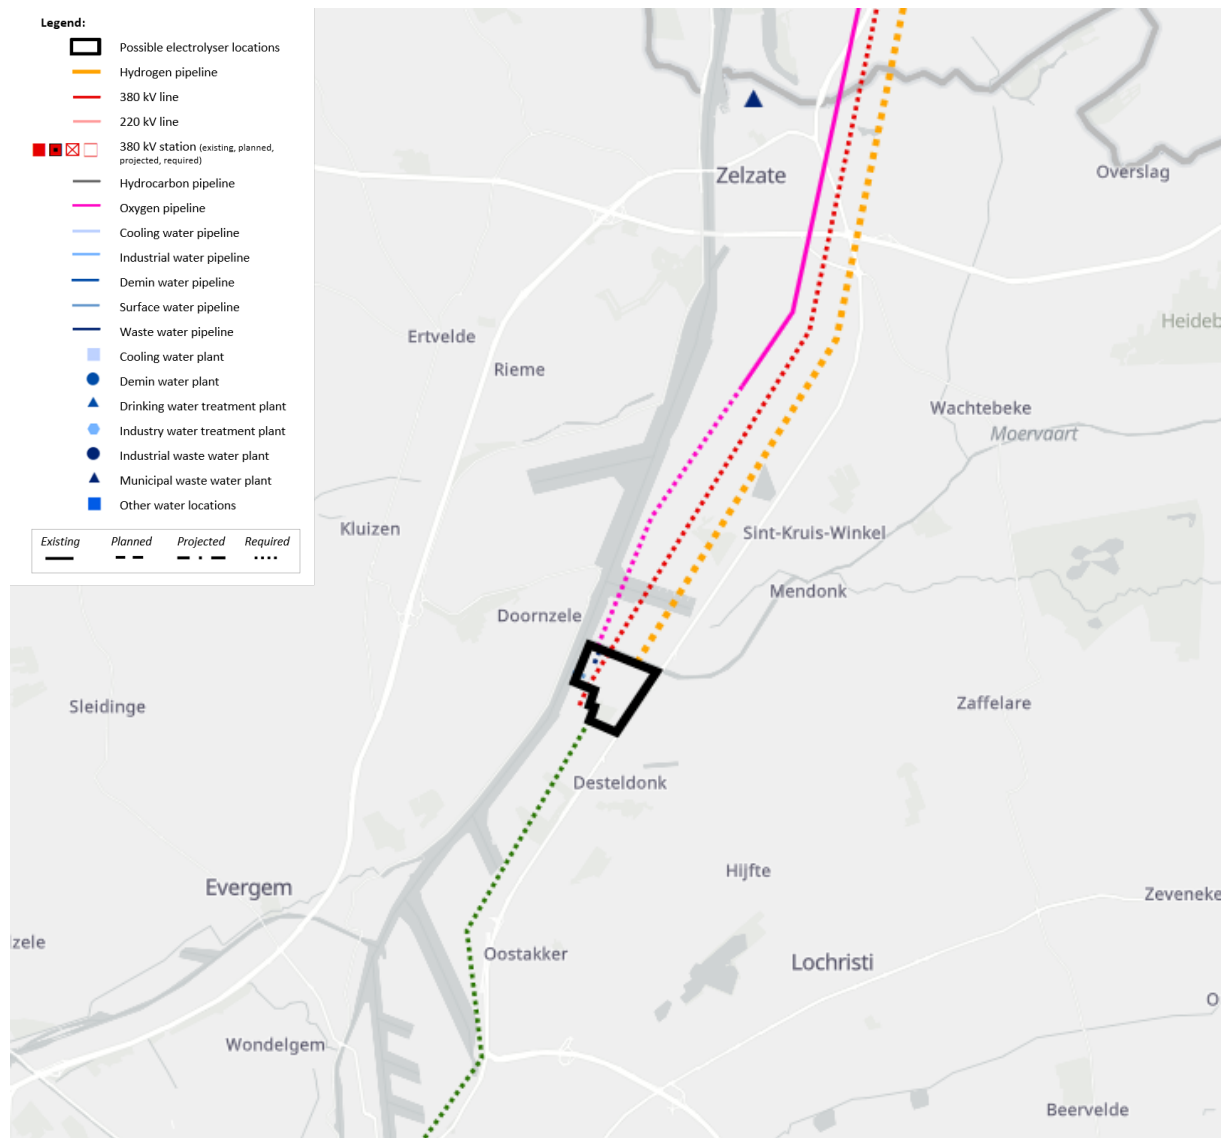 Legend:
Possible electrolyser locations
Hydrogen pipeline
380 kV line
220 kV line
380 kV station (existing, planned,
projected, required)
Hydrocarbon pipeline
Oxygen pipeline
Cooling water pipeline
Industrial water pipeline
Demin water pipeline
Surface water pipeline
Waste water pipeline
Cooling water plant
Demin water plant
Drinking water treatment plant
Industry water treatment plant
Industrial waste water plant
Municipal waste water plant
Other water locations
Existing Planned Projected Required
Zelzate
Overslag
Heideb
Ertvelde
Rieme
Wachtebeke
Moervaart
Kluizen
Sint-Kruis-Winkel
Mendonk
Doornzele
Sleidinge
Zaffelare
Desteldonk
Hijfte
Evergem
Zeveneke
lzele
Oostakker
Lochristi
O
Wondelgem
Beervelde